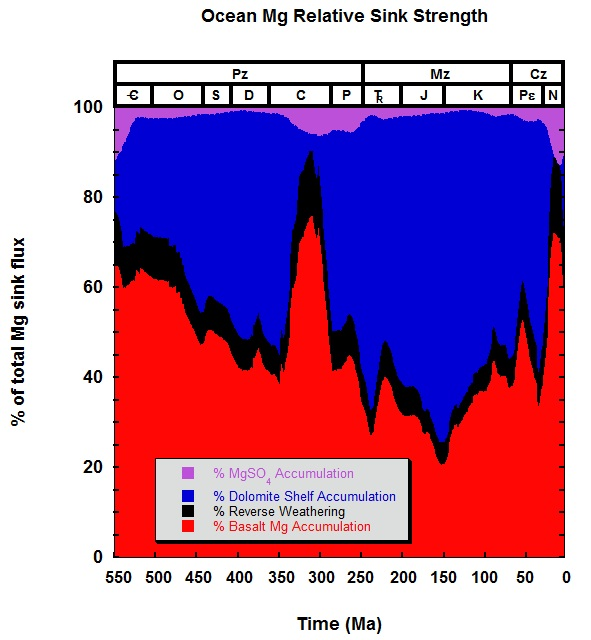 Ocean Mg Relative Sink Strength
Pz Mz Cz
Є O S D C P TR J K Pε N
100
80
60
40
20
0
% of total Mg sink flux
% MgSO4 Accumulation
% Dolomite Shelf Accumulation
% Reverse Weathering
% Basalt Mg Accumulation
550 500 450 400 350 300 250 200 150 100 50 0
Time (Ma)